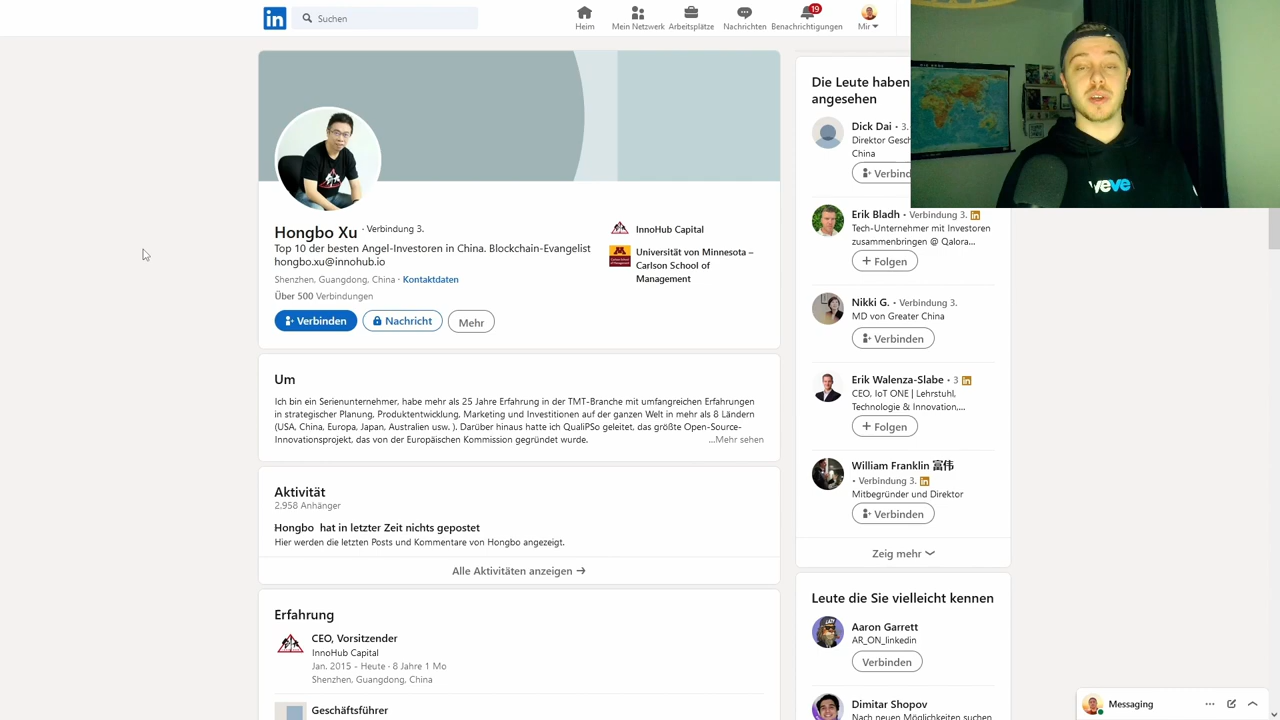 in
Suchen
Heim
Mein Netzwerk
Arbeitsplätze
Nachrichten
19
Benachrichtigungen
Mir
Hongbo Xu · Verbindung 3.
Top 10 der besten Angel-Investoren in China. Blockchain-Evangelist
hongbo.xu@innohub.io
Shenzhen, Guangdong, China · Kontaktdaten
Über 500 Verbindungen
Verbinden
Nachricht
Mehr
InnoHub Capital
Universität von Minnesota –
Carlson School of
Management
Um
Ich bin ein Serienunternehmer, habe mehr als 25 Jahre Erfahrung in der TMT-Branche mit umfangreichen Erfahrungen
in strategischer Planung, Produktentwicklung, Marketing und Investitionen auf der ganzen Welt in mehr als 8 Ländern
(USA, China, Europa, Japan, Australien usw. ). Darüber hinaus hatte ich QualiPSo geleitet, das größte Open-Source-
Innovationsprojekt, das von der Europäischen Kommission gegründet wurde.
...Mehr sehen
Aktivität
2.958 Anhänger
Hongbo hat in letzter Zeit nichts gepostet
Hier werden die letzten Posts und Kommentare von Hongbo angezeigt.
Alle Aktivitäten anzeigen →
Erfahrung
CEO, Vorsitzender
InnoHub Capital
Jan. 2015 - Heute · 8 Jahre 1 Mo
Shenzhen, Guangdong, China
Geschäftsführer
Die Leute haben
angesehen
Dick Dai • 3.
Direktor
China
Verbind
Erik Bladh • Verbindung 3. in
Tech-Unternehmer mit Investoren
zusammenbringen @ Qalora...
+ Folgen
Nikki G. • Verbindung 3.
MD von Greater China
Verbinden
Erik Walenza-Slabe • 3 in
CEO, IoT ONE | Lehrstuhl,
Technologie & Innovation,...
+ Folgen
William Franklin 富伟
• Verbindung 3. in
Mitbegründer und Direktor
Verbinden
Zeig mehr
Leute die Sie vielleicht kennen
Aaron Garrett
AR_ON_linkedin
Verbinden
Dimitar Shopov
Nach neuen Möglichkeiten suchen
veve
Messaging